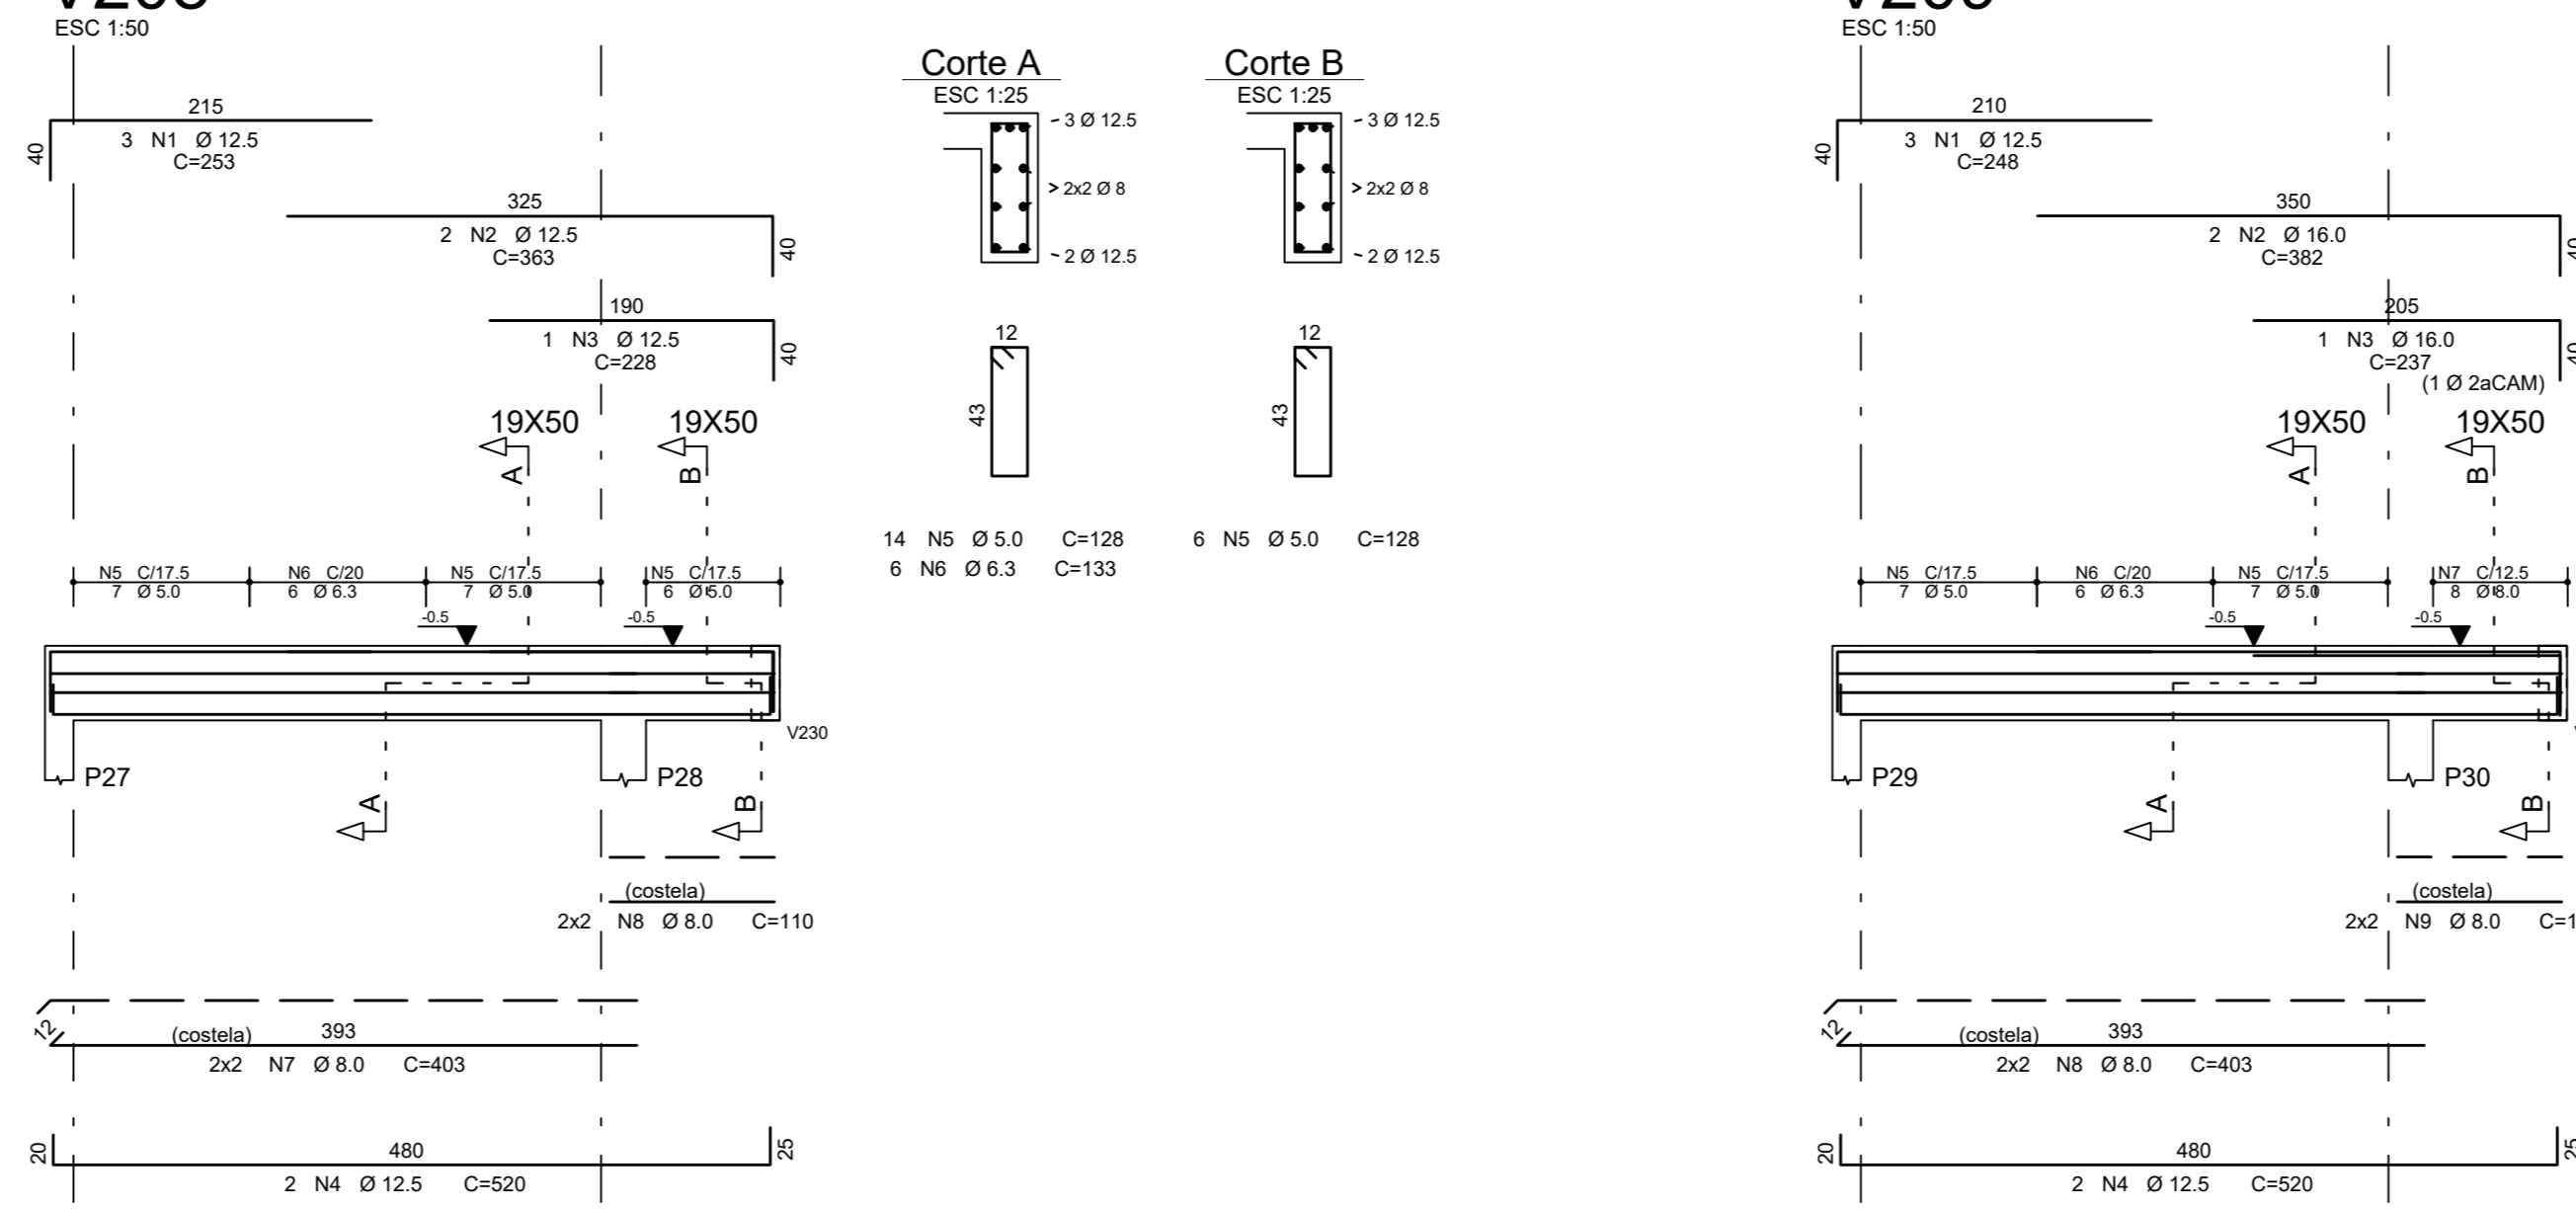 ESC 1:50
215
40
3 N1 Ø 12.5
C=253
325
2 N2 Ø 12.5
C=363
40
190
1 N3 Ø 12.5
C=228
40
19X50
19X50
A
B
N5 C/17.5
7 Ø 5.0
N6 C/20
6 Ø 6.3
N5 C/17.5
7 Ø 5.0
N5 C/17.5
6 Ø 5.0
-0.5
-0.5
V230
P27
P28
A
B
(costela)
2x2 N8 Ø 8.0 C=110
12
(costela) 393
2x2 N7 Ø 8.0 C=403
20
480
25
2 N4 Ø 12.5 C=520
Corte A
ESC 1:25
3 Ø 12.5
2x2 Ø 8
2 Ø 12.5
12
43
14 N5 Ø 5.0 C=128
6 N6 Ø 6.3 C=133
Corte B
ESC 1:25
3 Ø 12.5
2x2 Ø 8
2 Ø 12.5
12
43
6 N5 Ø 5.0 C=128
ESC 1:50
210
40
3 N1 Ø 12.5
C=248
350
2 N2 Ø 16.0
C=382
40
205
1 N3 Ø 16.0
C=237
(1 Ø 2aCAM)
40
19X50
19X50
A
B
N5 C/17.5
7 Ø 5.0
N6 C/20
6 Ø 6.3
N5 C/17.5
7 Ø 5.0
N7 C/12.5
8 Ø 8.0
-0.5
-0.5
P29
P30
A
B
(costela)
2x2 N9 Ø 8.0
12
(costela) 393
2x2 N8 Ø 8.0 C=403
20
480
25
2 N4 Ø 12.5 C=520